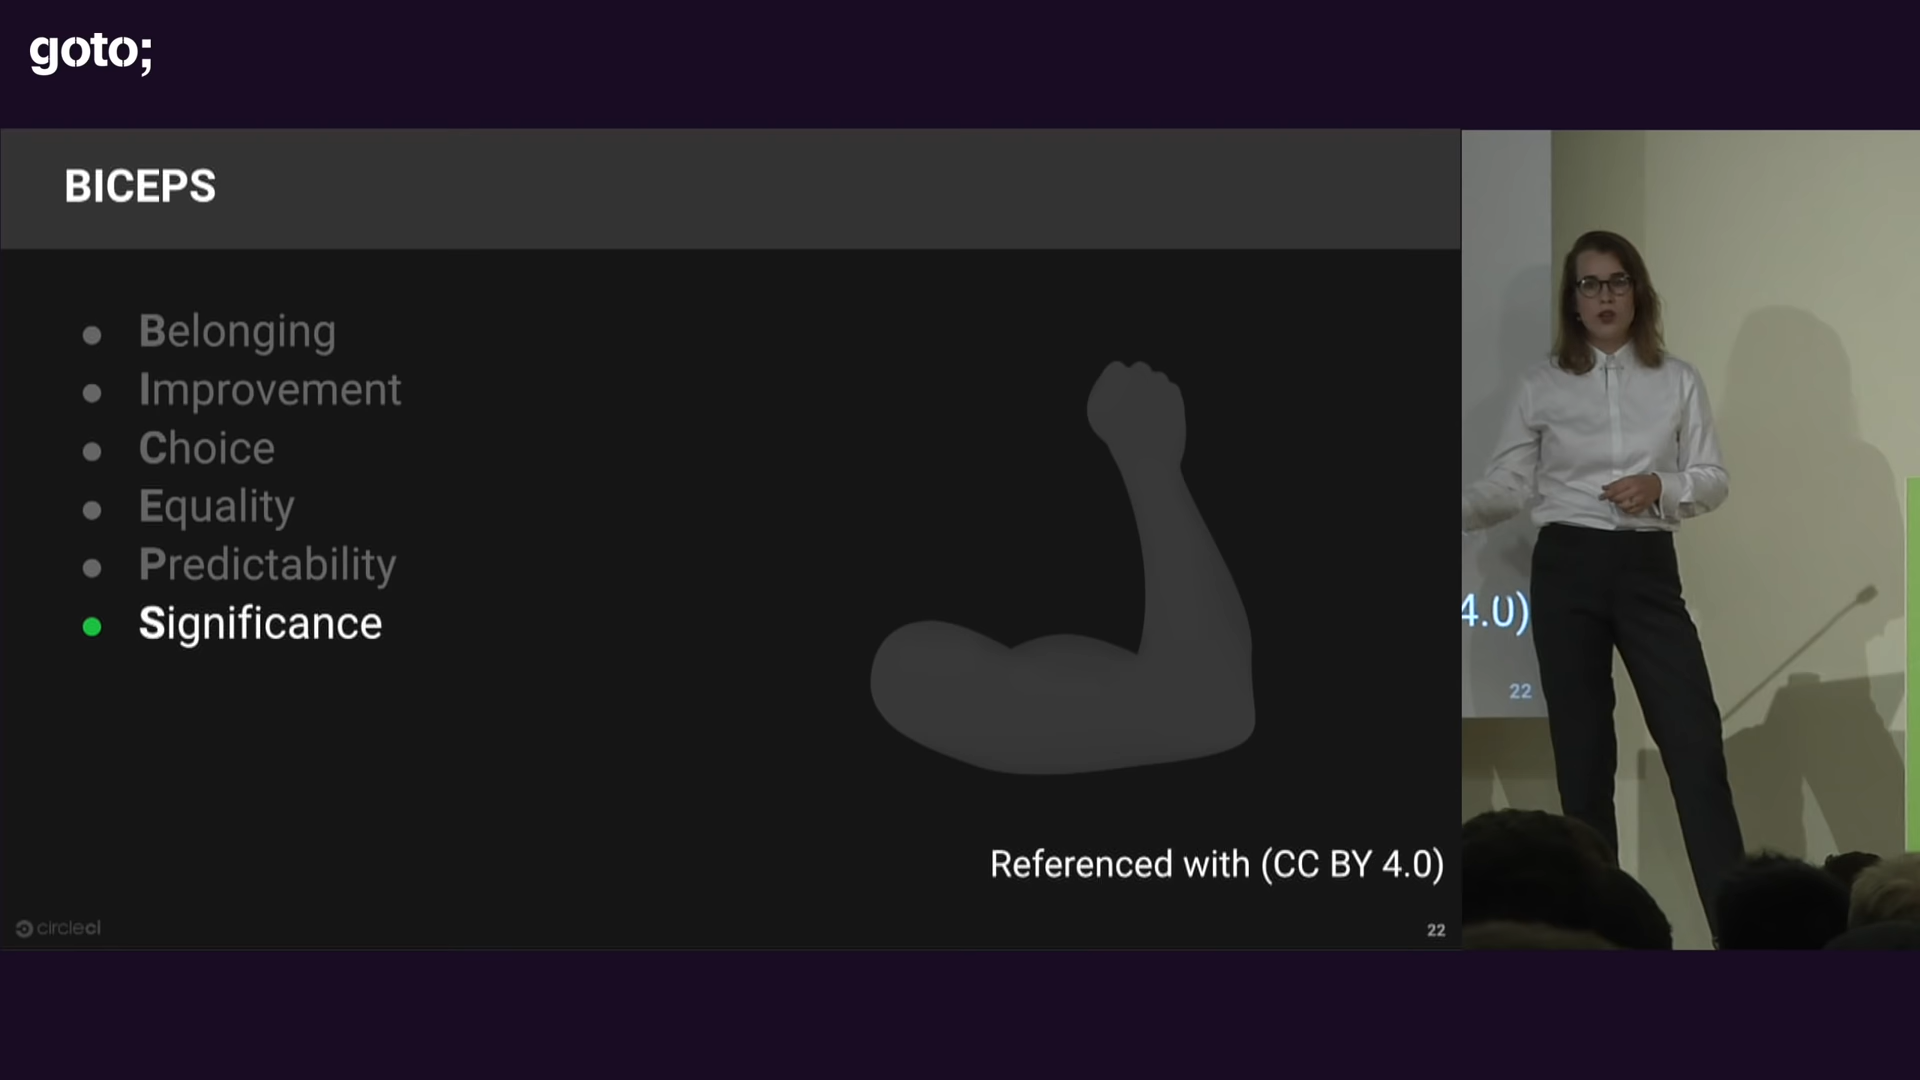 goto;
BICEPS
Belonging
Improvement
Choice
Equality
Predictability
Significance
4.0)
22
Referenced with (CC BY 4.0)
circleci
22